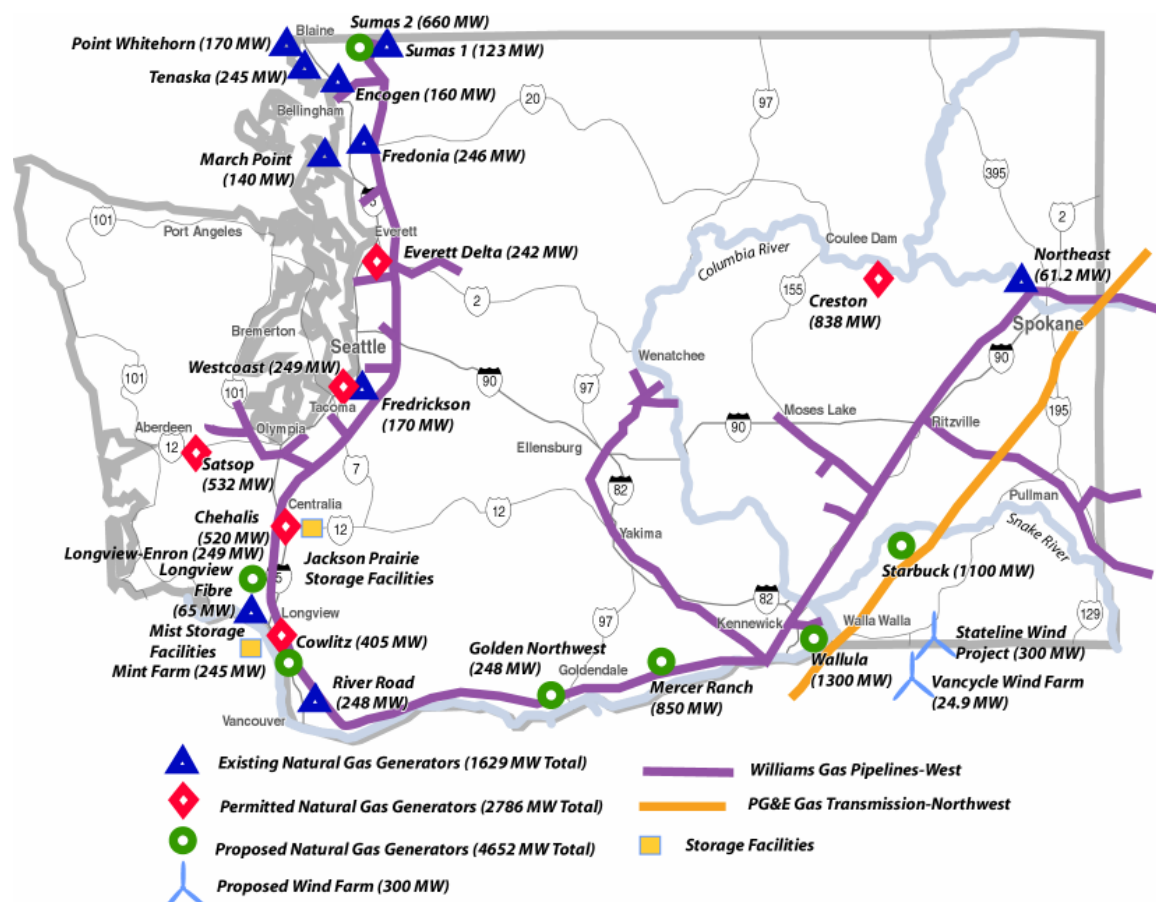 Sumas 2 (660 MW)
Blaine
Point Whitehorn (170 MW)
Sumas 1 (123 MW)
Tenaska (245 MW)
Encogen (160 MW)
20
97
Bellingham
March Point
(140 MW)
Fredonia (246 MW)
395
5
101
101
Port Angeles
Everett
2
Everett Delta (242 MW)
Coulee Dam
Columbia River
Northeast
(61.2 MW)
155
Creston
(838 MW)
2
Bremerton
Seattle
Spokane
Wenatchee
90
Westcoast (249 MW)
90
101
101
Tacoma
97
Fredrickson
(170 MW)
Moses Lake
195
Aberdeen
Olympia
90
Ritzville
12
Ellensburg
Satsop
(532 MW)
7
82
Pullman
Centralia
12
Chehalis
(520 MW)
12
Snake River
Yakima
Longview-Enron (249 MW)
Jackson Prairie
Storage Facilities
Longview
Fibre
(65 MW)
5
Starbuck (1100 MW)
82
Longview
97
Kennewick
Walla Walla
129
Mist Storage
Facilities
Cowlitz (405 MW)
Stateline Wind
Project (300 MW)
Golden Northwest
(248 MW)
Goldendale
Mint Farm (245 MW)
Wallula
(1300 MW)
Vancycle Wind Farm
(24.9 MW)
River Road
(248 MW)
Mercer Ranch
(850 MW)
Vancouver
Existing Natural Gas Generators (1629 MW Total)
Williams Gas Pipelines-West
Permitted Natural Gas Generators (2786 MW Total)
PG&E Gas Transmission-Northwest
Proposed Natural Gas Generators (4652 MW Total)
Storage Facilities
Proposed Wind Farm (300 MW)